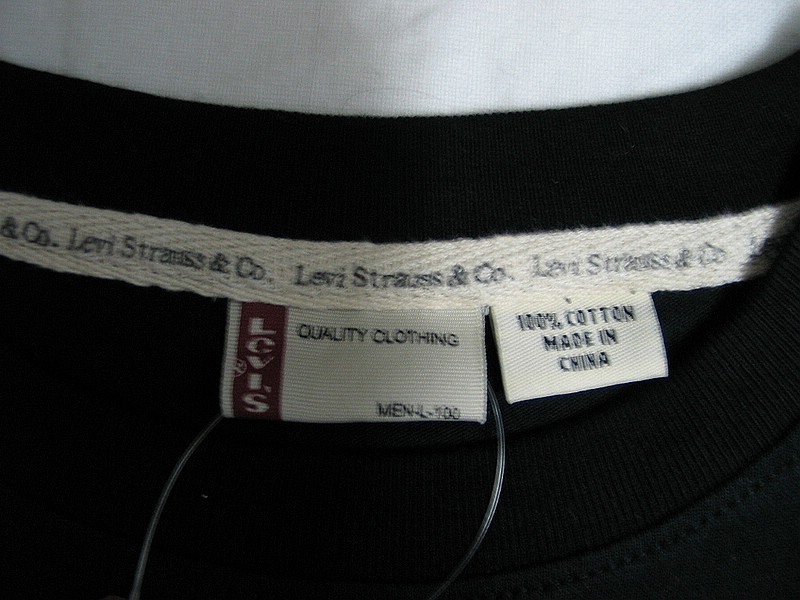 & Co. Levi Strauss & Co. Levi Strauss & Co. Levi Strauss & Co
LEVI'S
®
QUALITY CLOTHING
MEN-L-100
100% COTTON
MADE IN
CHINA